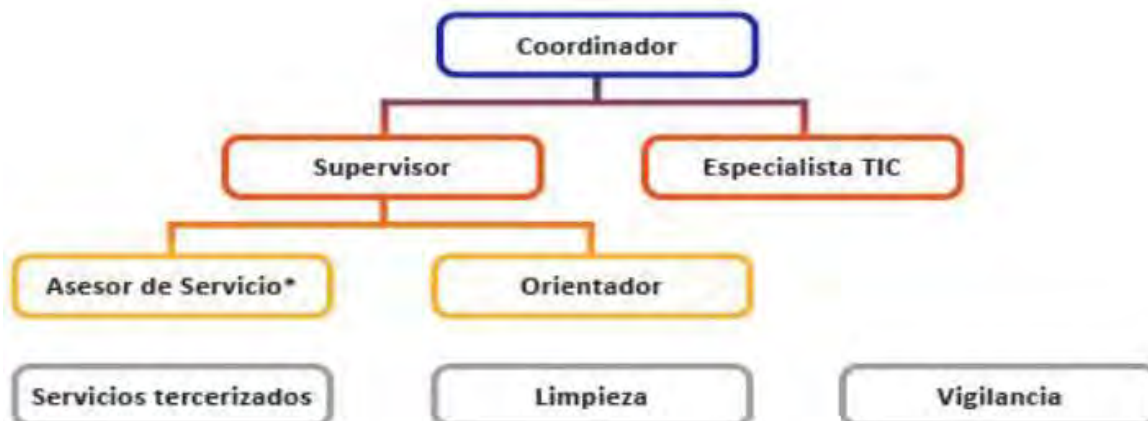 Coordinador
Supervisor
Especialista TIC
Asesor de Servicio*
Orientador
Servicios tercerizados
Limpieza
Vigilancia